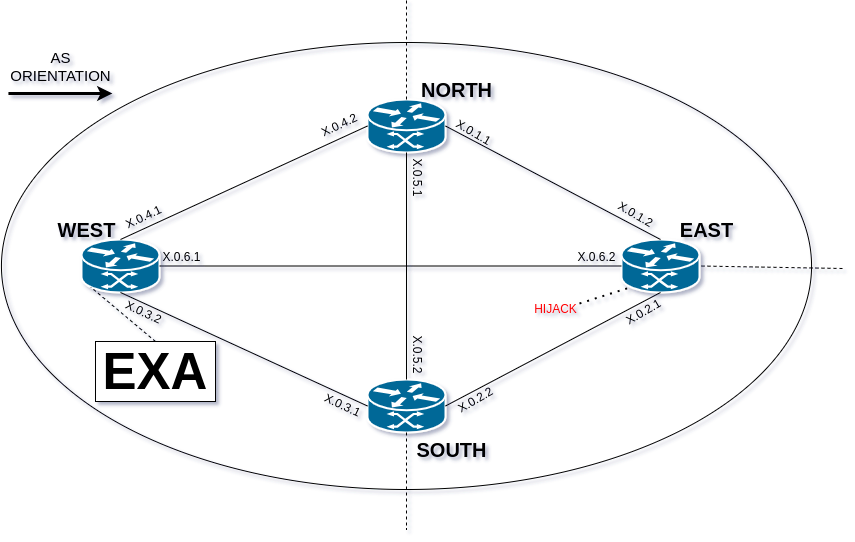 AS
ORIENTATION
NORTH
X.0.4.2
X.0.1.1
X.0.5.1
X.0.4.1
X.0.1.2
WEST
EAST
X.0.6.1
X.0.6.2
X.0.3.2
HIJACK
X.0.2.1
EXA
X.0.5.2
X.0.3.1
X.0.2.2
SOUTH